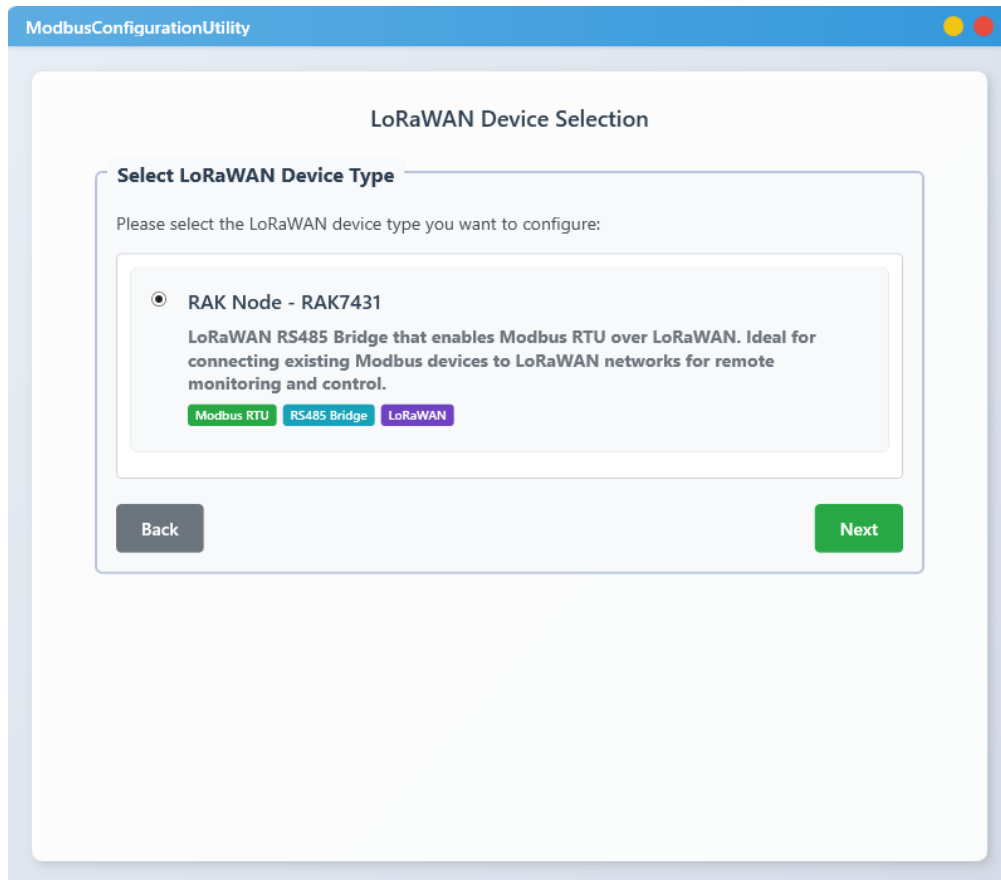 ModbusConfigurationUtility
LoRaWAN Device Selection
Select LoRaWAN Device Type
Please select the LoRaWAN device type you want to configure:
RAK Node - RAK7431
LoRaWAN RS485 Bridge that enables Modbus RTU over LoRaWAN. Ideal for
connecting existing Modbus devices to LoRaWAN networks for remote
monitoring and control.
Modbus RTU RS485 Bridge LoRaWAN
Back Next